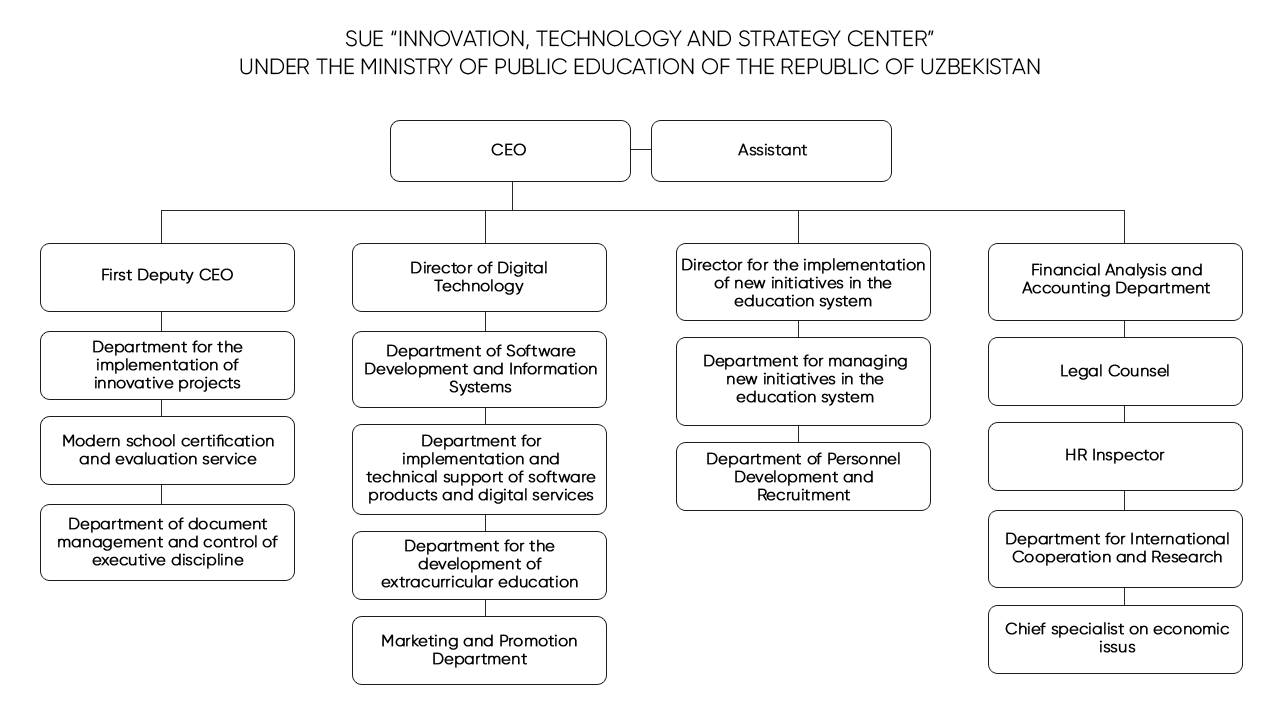 SUE “INNOVATION, TECHNOLOGY AND STRATEGY CENTER”
UNDER THE MINISTRY OF PUBLIC EDUCATION OF THE REPUBLIC OF UZBEKISTAN
CEO
Assistant
First Deputy CEO
Department for the
implementation of
innovative projects
Modern school certification
and evaluation service
Department of document
management and control of
executive discipline
Director of Digital
Technology
Department of Software
Development and Information
Systems
Department for
implementation and
technical support of software
products and digital services
Department for the
development of
extracurricular education
Marketing and Promotion
Department
Director for the implementation
of new initiatives in the
education system
Department for managing
new initiatives in the
education system
Department of Personnel
Development and
Recruitment
Financial Analysis and
Accounting Department
Legal Counsel
HR Inspector
Department for International
Cooperation and Research
Chief specialist on economic
issus